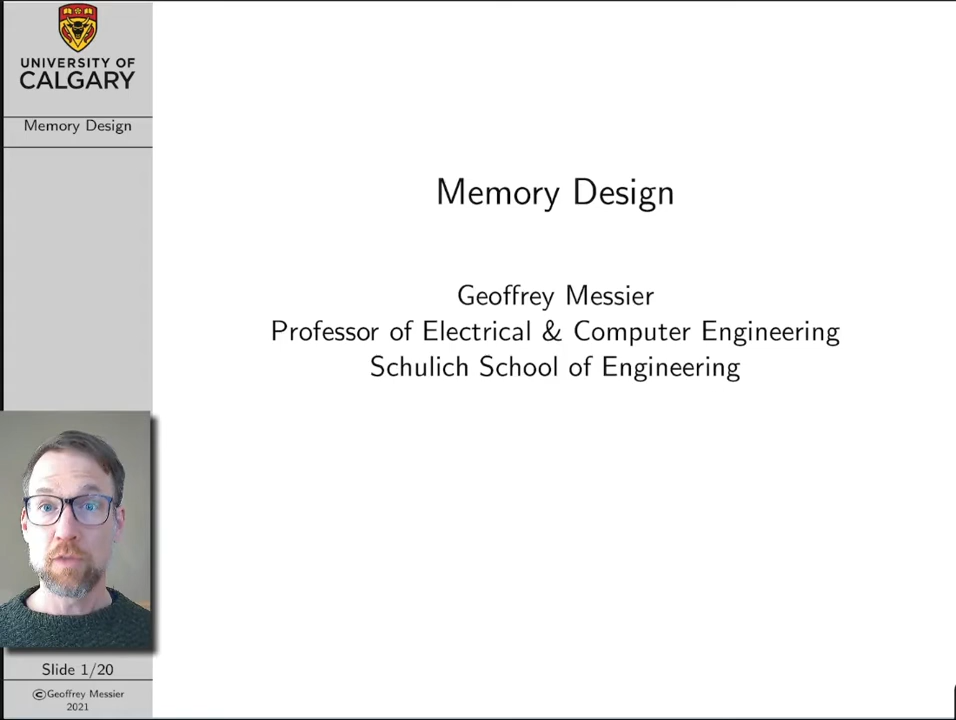 UNIVERSITY OF
CALGARY
Memory Design
Memory Design
Geoffrey Messier
Professor of Electrical & Computer Engineering
Schulich School of Engineering
Slide 1/20
©Geoffrey Messier
2021